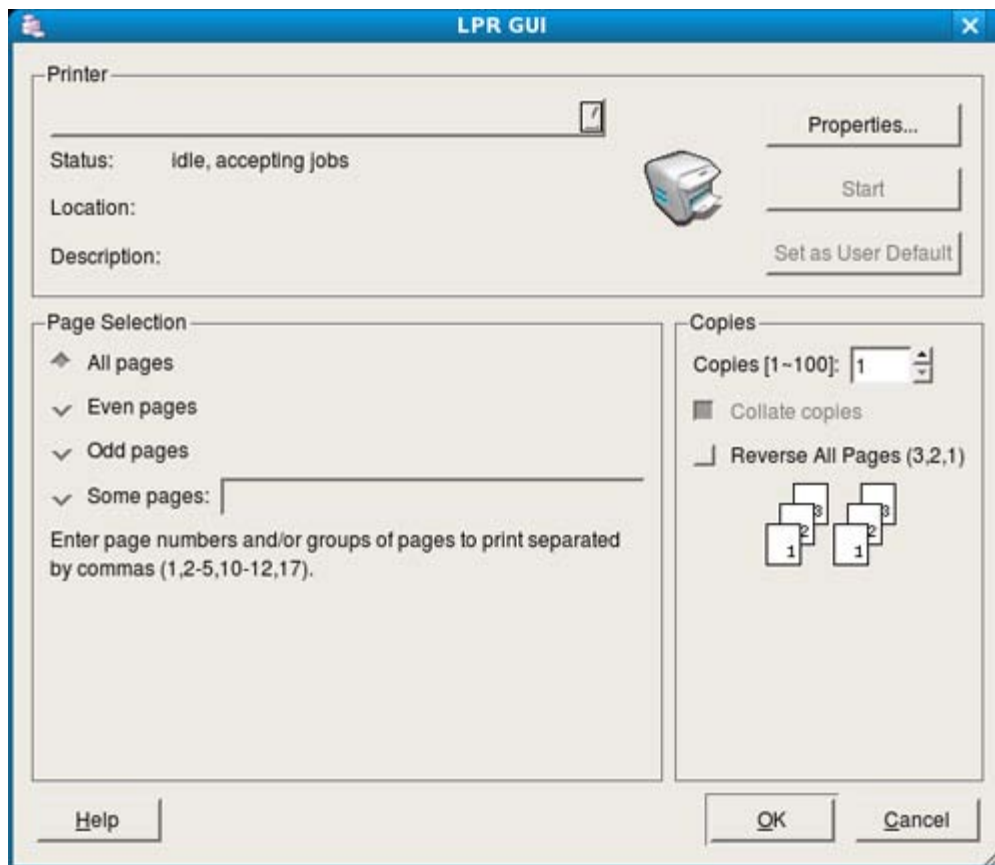 LPR GUI
Printer
Properties...
Status: idle, accepting jobs
Start
Location:
Set as User Default
Description:
Page Selection
All pages
Even pages
Odd pages
Some pages:
Enter page numbers and/or groups of pages to print separated
by commas (1,2-5,10-12,17).
Copies
Copies [1~100]: 1
Collate copies
Reverse All Pages (3,2,1)
3 3
2 2
1 1
Help
OK
Cancel